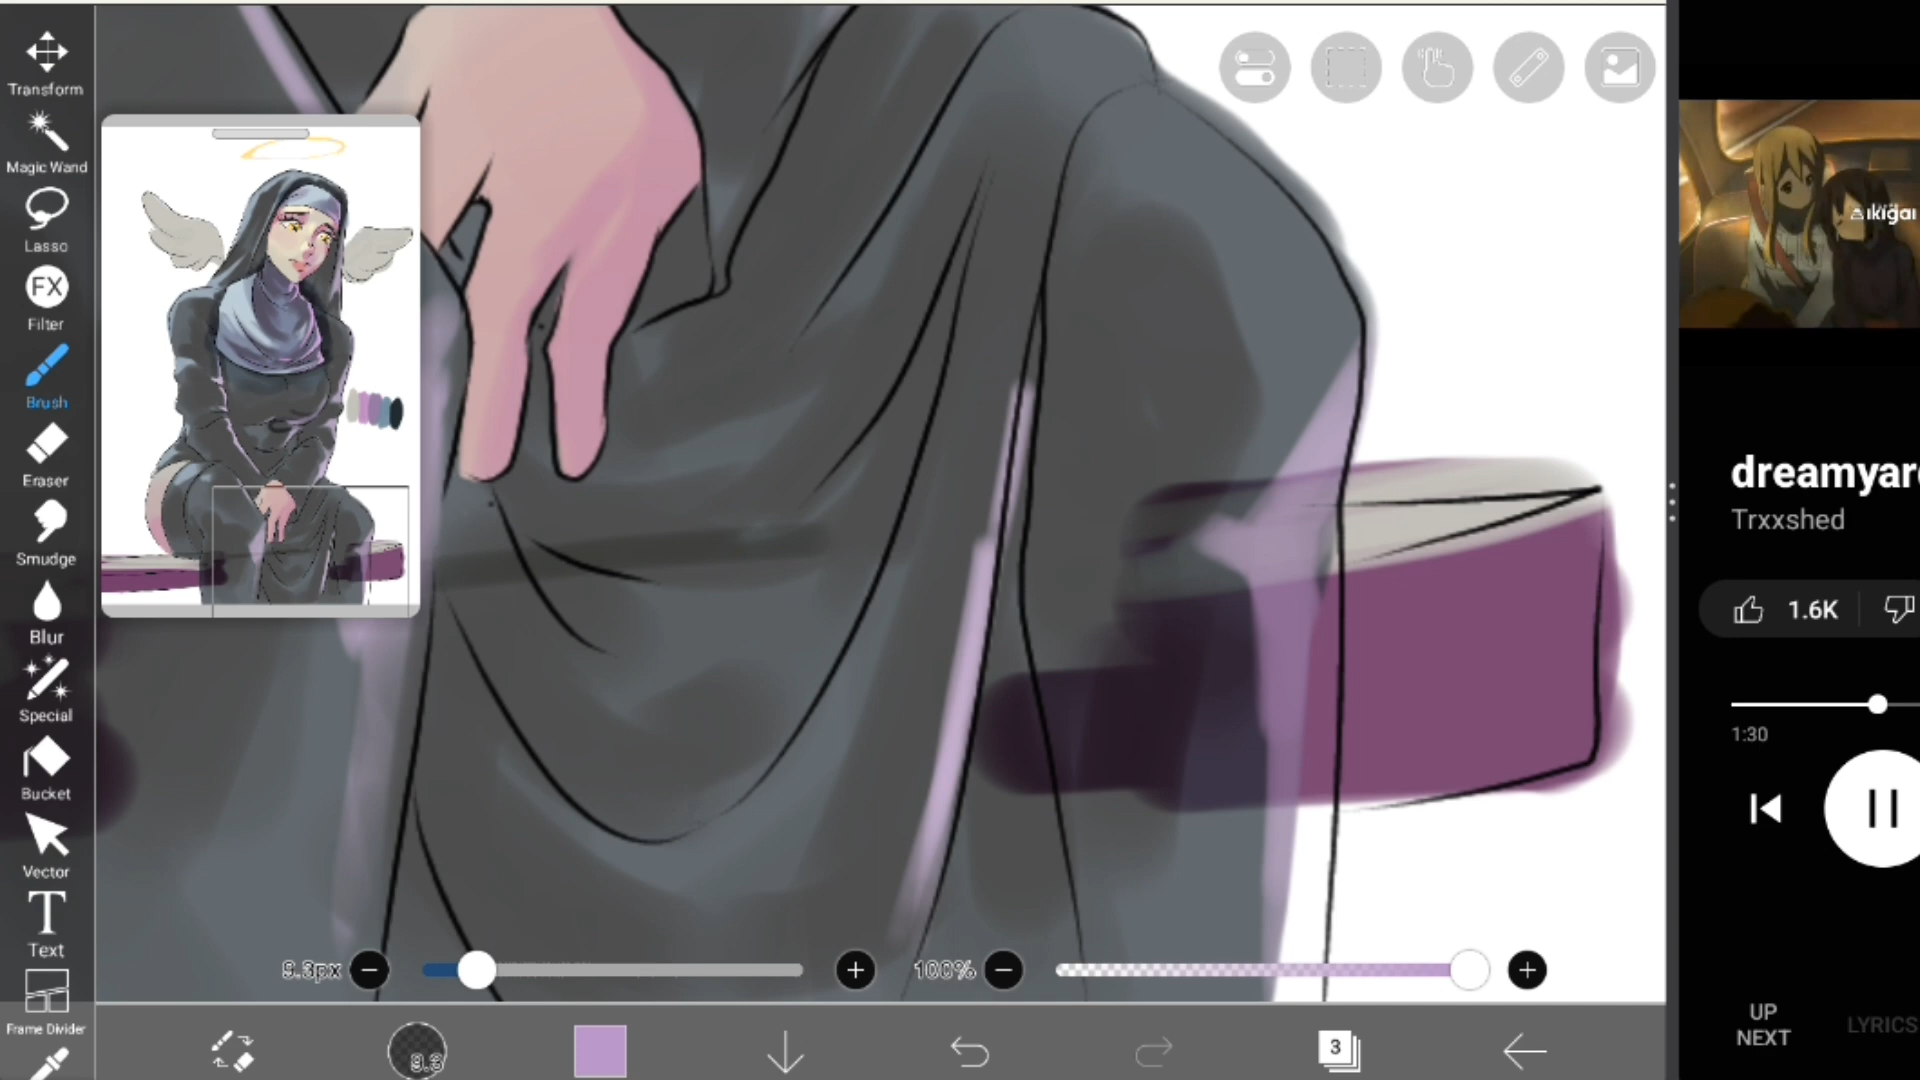 Transform
Magic Wand
Lasso
FX
Filter
Brush
Eraser
Smudge
Blur
Special
Bucket
Vector
T
Text
Frame Divider
9.3px
100%
9.3
3
ikigai
dreamyar
Trxxshed
1.6K
1:30
UP
NEXT
LYRICS